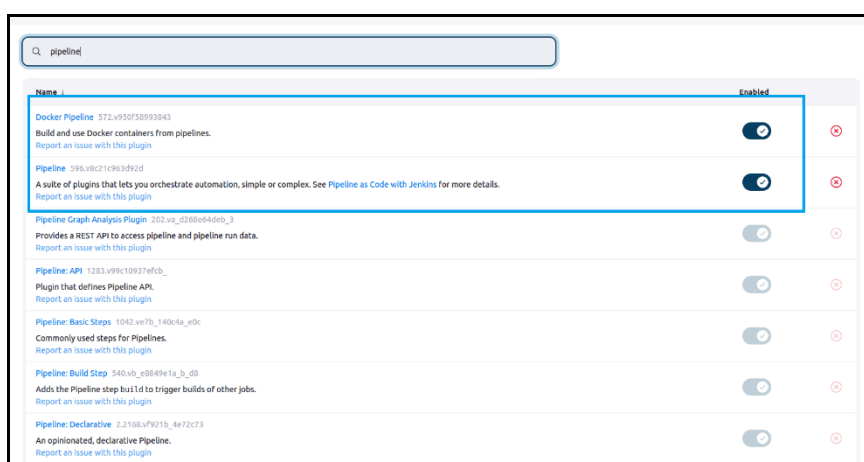 pipeline
Name ↓ Enabled
Docker Pipeline 572.v950f58993843
Build and use Docker containers from pipelines.
Report an issue with this plugin
Pipeline 596.v8c21c963d92d
A suite of plugins that lets you orchestrate automation, simple or complex. See Pipeline as Code with Jenkins for more details.
Report an issue with this plugin
Pipeline Graph Analysis Plugin 202.va_d268e64deb_3
Provides a REST API to access pipeline and pipeline run data.
Report an issue with this plugin
Pipeline: API 1283.v99c10937efcb_
Plugin that defines Pipeline API.
Report an issue with this plugin
Pipeline: Basic Steps 1042.ve7b_140c4a_e0c
Commonly used steps for Pipelines.
Report an issue with this plugin
Pipeline: Build Step 540.vb_e8849e1a_b_d8
Adds the Pipeline step build to trigger builds of other jobs.
Report an issue with this plugin
Pipeline: Declarative 2.2168.vf921b_4e72c73
An opinionated, declarative Pipeline.
Report an issue with this plugin